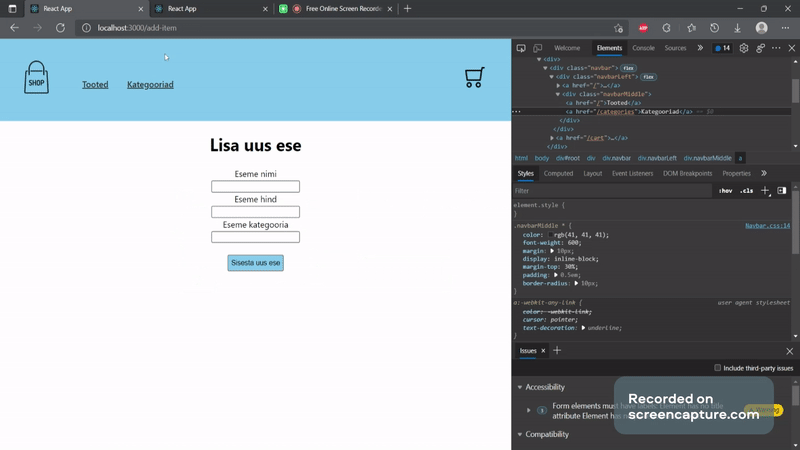 React App
React App
Free Online Screen Recorde
localhost:3000/add-item
ABP
SHOP
Tooted
Kategooriad
Lisa uus ese
Eseme nimi
Eseme hind
Eseme kategooria
Sisesta uus ese
Welcome
Elements
Console
Sources
14
<div>
<div class="navbar"> flex
<div class="navbarLeft"> flex
<a href="/">…</a>
<div class="navbarMiddle">
<a href="/">Tooted</a>
<a href="/categories">Kategooriad</a> == $0
</div>
</div>
<a href="/cart">…</a>
</div>
html body div#root div div.navbar div.navbarLeft div.navbarMiddle a
Styles Computed Layout Event Listeners DOM Breakpoints Properties
Filter
:hov .cls
element.style {
}
.navbarMiddle * {
Navbar.css:14
color: rgb(41, 41, 41);
font-weight: 600;
margin: 10px;
display: inline-block;
margin-top: 30%;
padding: 0.5em;
border-radius: 10px;
}
a:-webkit-any-link {
user agent stylesheet
color: -webkit-link;
cursor: pointer;
text-decoration: underline;
}
Issues
Include third-party issues
Accessibility
1
Form elements must have labels: Element has no title
attribute Element has no
Warning
Compatibility
Recorded on
screencapture.com